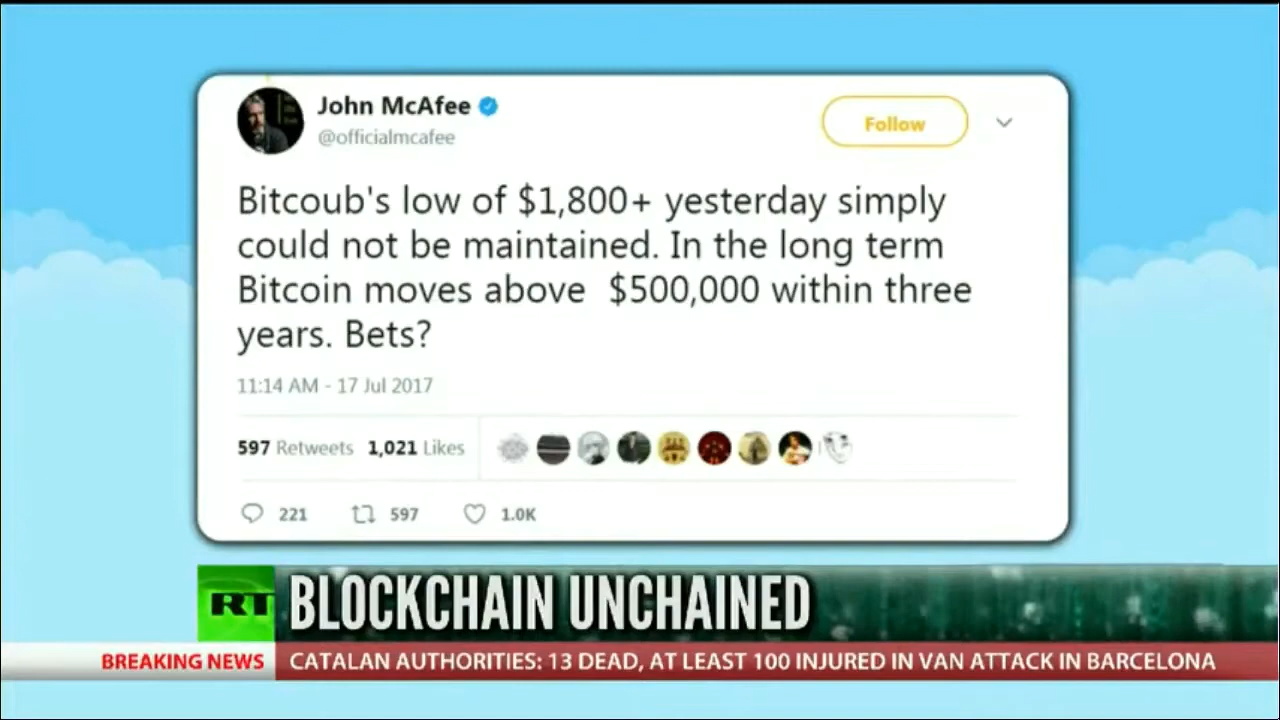 John McAfee
@officialmcafee
Follow
Bitcoub's low of $1,800+ yesterday simply
could not be maintained. In the long term
Bitcoin moves above $500,000 within three
years. Bets?
11:14 AM - 17 Jul 2017
597 Retweets 1,021 Likes
221 597 1.0K
RT BLOCKCHAIN UNCHAINED
BREAKING NEWS CATALAN AUTHORITIES: 13 DEAD, AT LEAST 100 INJURED IN VAN ATTACK IN BARCELONA